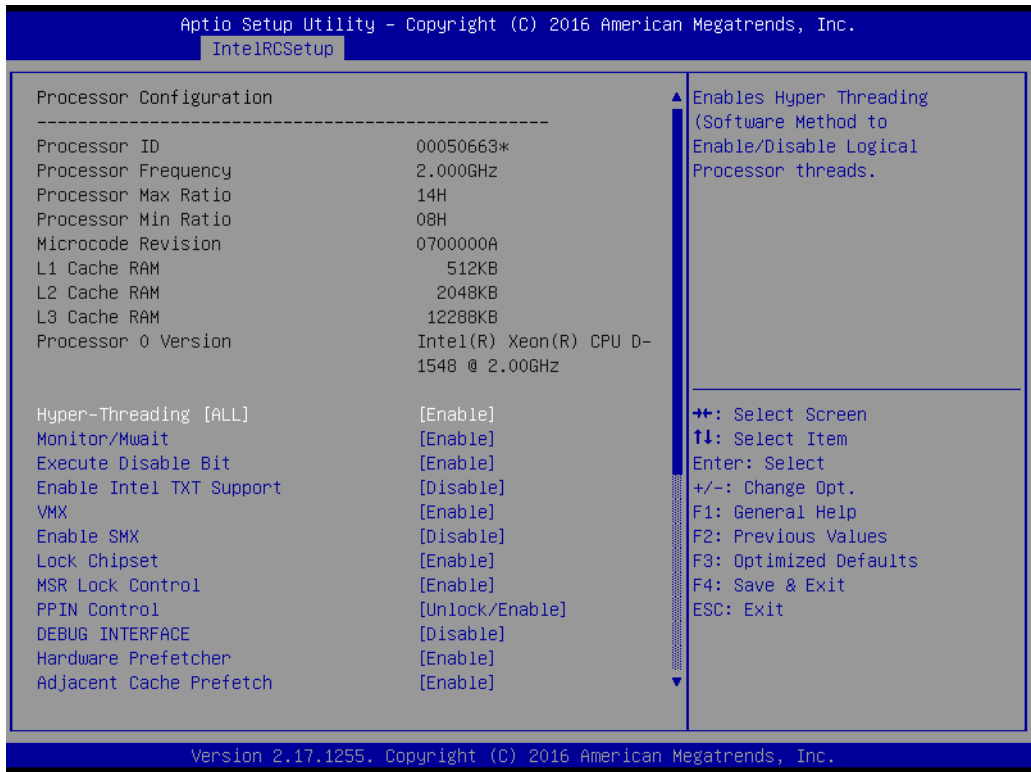 Aptio Setup Utility - Copyright (C) 2016 American Megatrends, Inc.
IntelRCSetup
Processor Configuration
--------------------------------------------------
Processor ID 00050663*
Processor Frequency 2.000GHz
Processor Max Ratio 14H
Processor Min Ratio 08H
Microcode Revision 0700000A
L1 Cache RAM 512KB
L2 Cache RAM 2048KB
L3 Cache RAM 12288KB
Processor 0 Version Intel(R) Xeon(R) CPU D-
1548 @ 2.00GHz
Hyper-Threading [ALL] [Enable]
Monitor/Mwait [Enable]
Execute Disable Bit [Enable]
Enable Intel TXT Support [Disable]
VMX [Enable]
Enable SMX [Disable]
Lock Chipset [Enable]
MSR Lock Control [Enable]
PPIN Control [Unlock/Enable]
DEBUG INTERFACE [Disable]
Hardware Prefetcher [Enable]
Adjacent Cache Prefetch [Enable]
Enables Hyper Threading
(Software Method to
Enable/Disable Logical
Processor threads.
→←: Select Screen
↑↓: Select Item
Enter: Select
+/-: Change Opt.
F1: General Help
F2: Previous Values
F3: Optimized Defaults
F4: Save & Exit
ESC: Exit
Version 2.17.1255. Copyright (C) 2016 American Megatrends, Inc.